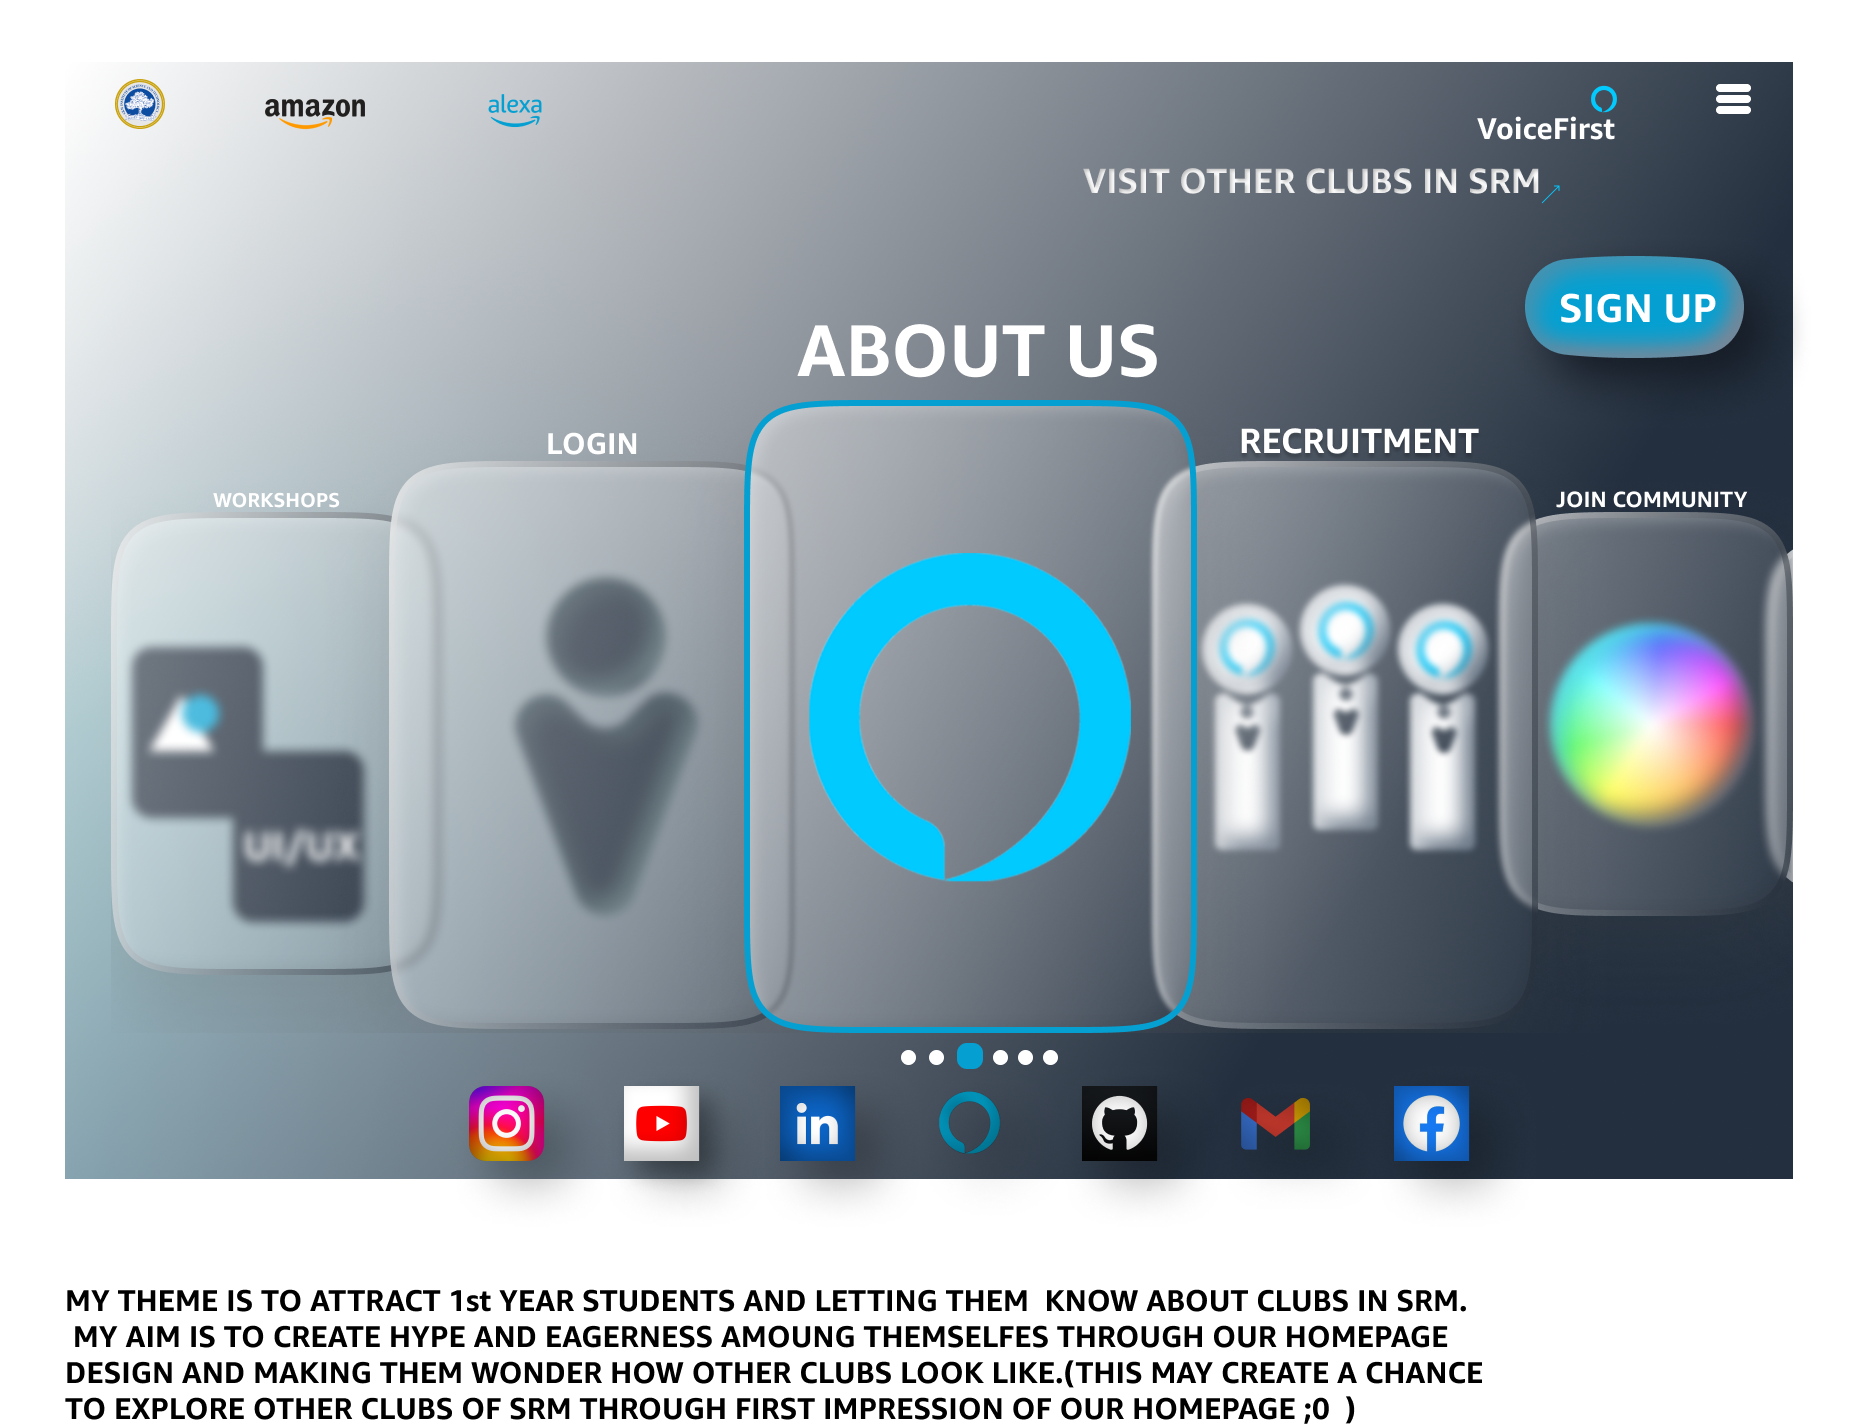 amazon
alexa
VoiceFirst
VISIT OTHER CLUBS IN SRM
SIGN UP
ABOUT US
LOGIN
RECRUITMENT
WORKSHOPS
JOIN COMMUNITY
UI/UX
in
MY THEME IS TO ATTRACT 1st YEAR STUDENTS AND LETTING THEM  KNOW ABOUT CLUBS IN SRM.
MY AIM IS TO CREATE HYPE AND EAGERNESS AMOUNG THEMSELFES THROUGH OUR HOMEPAGE
DESIGN AND MAKING THEM WONDER HOW OTHER CLUBS LOOK LIKE.(THIS MAY CREATE A CHANCE
TO EXPLORE OTHER CLUBS OF SRM THROUGH FIRST IMPRESSION OF OUR HOMEPAGE ;0  )